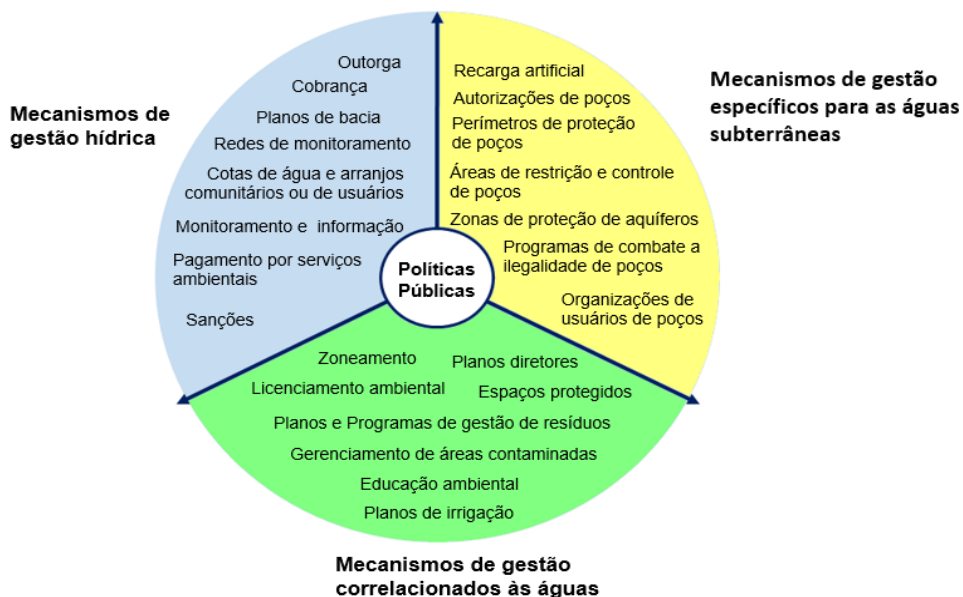 Mecanismos de
gestão hídrica
Outorga
Cobrança
Planos de bacia
Redes de monitoramento
Cotas de água e arranjos
comunitários ou de usuários
Monitoramento e informação
Pagamento por serviços
ambientais
Sanções
Mecanismos de gestão
específicos para as águas
subterrâneas
Recarga artificial
Autorizações de poços
Perímetros de proteção
de poços
Áreas de restrição e controle
de poços
Zonas de proteção de aquíferos
Programas de combate a
ilegalidade de poços
Organizações de
usuários de poços
Políticas
Públicas
Zoneamento
Planos diretores
Licenciamento ambiental
Espaços protegidos
Planos e Programas de gestão de resíduos
Gerenciamento de áreas contaminadas
Educação ambiental
Planos de irrigação
Mecanismos de gestão
correlacionados às águas